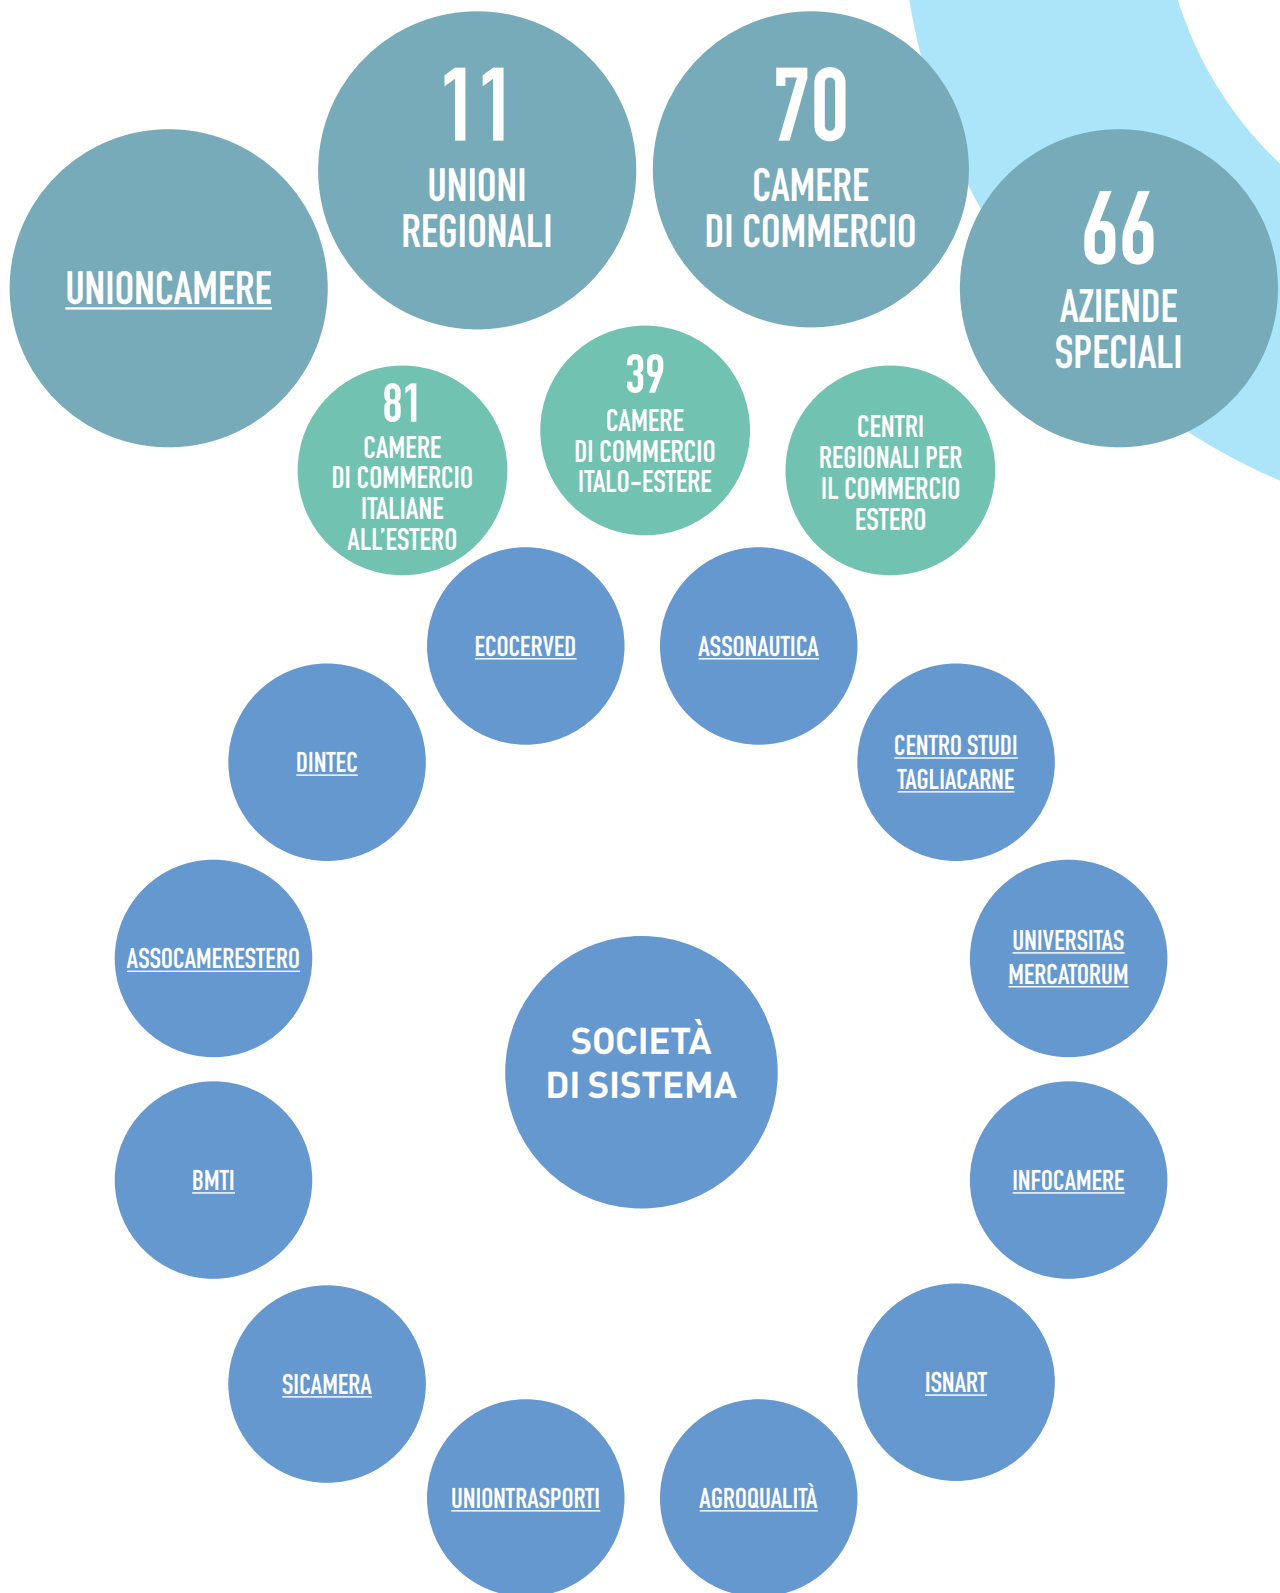 UNIONCAMERE
11
UNIONI
REGIONALI
70
CAMERE
DI COMMERCIO
66
AZIENDE
SPECIALI
81
CAMERE
DI COMMERCIO
ITALIANE
ALL'ESTERO
39
CAMERE
DI COMMERCIO
ITALO-ESTERE
CENTRI
REGIONALI PER
IL COMMERCIO
ESTERO
ECOCERVED
ASSONAUTICA
DINTEC
CENTRO STUDI
TAGLIACARNE
ASSOCAMERESTERO
UNIVERSITAS
MERCATORUM
SOCIETÀ
DI SISTEMA
BMTI
INFOCAMERE
SICAMERA
ISNART
UNIONTRASPORTI
AGROQUALITÀ